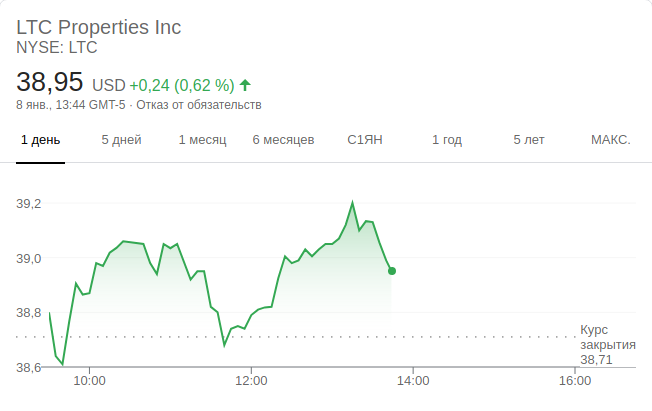 LTC Properties Inc
NYSE: LTC
38,95 USD +0,24 (0,62 %)
8 янв., 13:44 GMT-5 · Отказ от обязательств
1 день 5 дней 1 месяц 6 месяцев С1ЯН 1 год 5 лет МАКС.
39,2
39,0
38,8
38,6
Курс
закрытия
38,71
10:00 12:00 14:00 16:00